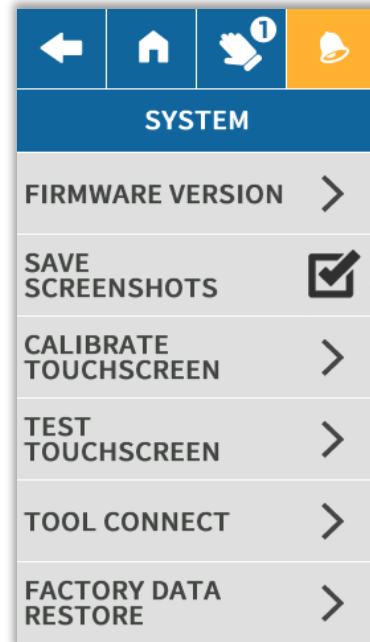 1
SYSTEM
FIRMWARE VERSION
SAVE
SCREENSHOTS
CALIBRATE
TOUCHSCREEN
TEST
TOUCHSCREEN
TOOL CONNECT
FACTORY DATA
RESTORE